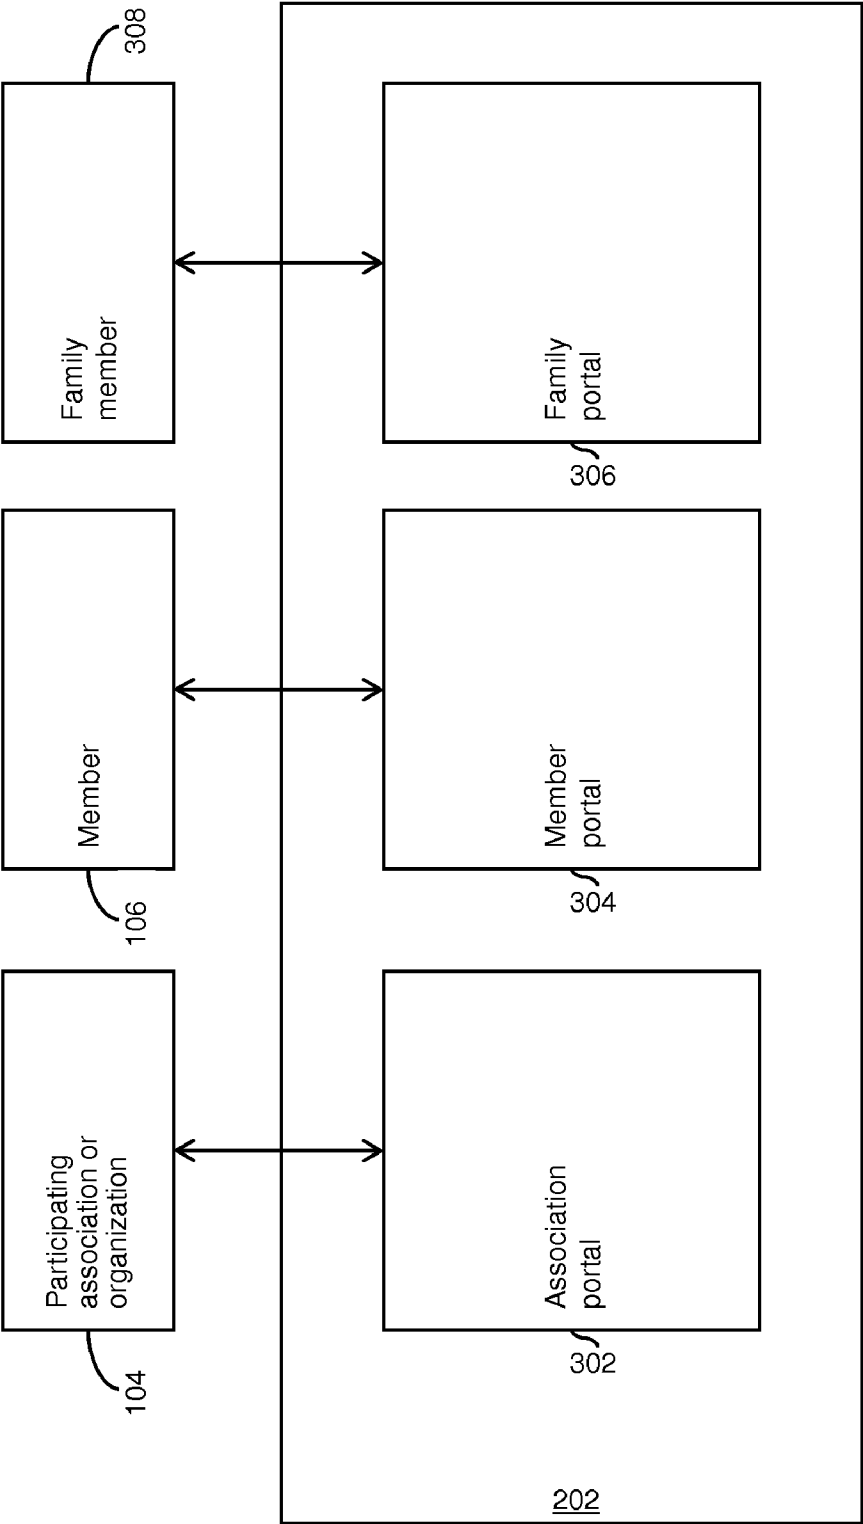 104
Participating
association or
organization
106
Member
308
Family
member
302
Association
portal
304
Member
portal
306
Family
portal
202